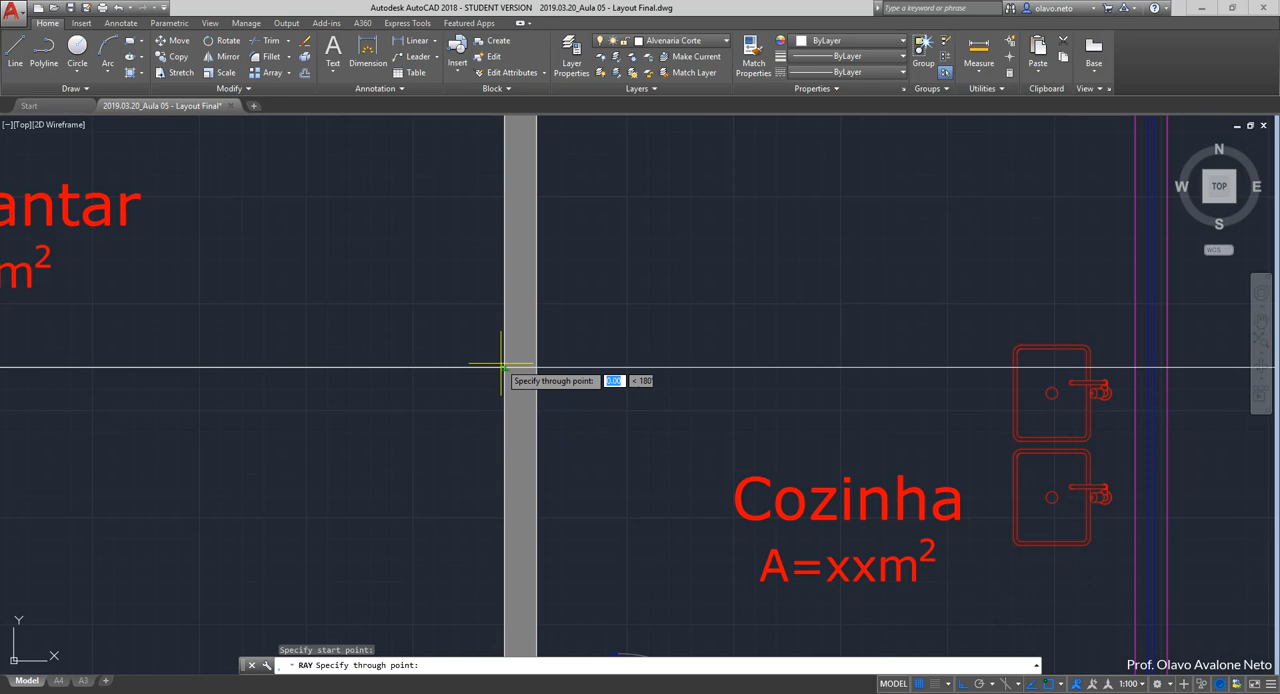 Autodesk AutoCAD 2018 - STUDENT VERSION 2019.03.20_Aula 05 - Layout Final.dwg
Type a keyword or phrase
olavo.neto
Home Insert Annotate Parametric View Manage Output Add-ins A360 Express Tools Featured Apps
Line Polyline Circle Arc
Move Rotate Trim
Copy Mirror Fillet
Stretch Scale Array
Text Dimension
Linear
Leader
Table
Insert
Create
Edit
Edit Attributes
Layer Properties
Alvenaria Corte
Make Current
Match Layer
Match Properties
ByLayer
ByLayer
ByLayer
Group
Measure
Paste
Base
Draw Modify Annotation Block Layers Properties Groups Utilities Clipboard View
Start 2019.03.20_Aula 05 - Layout Final*
[−][Top][2D Wireframe]
N
W TOP E
S
WCS
antar
m²
Specify through point: 0.00 < 180°
Cozinha
A=xxm²
Y
X
Specify start point:
RAY Specify through point:
Prof. Olavo Avalone Neto
Model A4 A3 +
MODEL 1:100